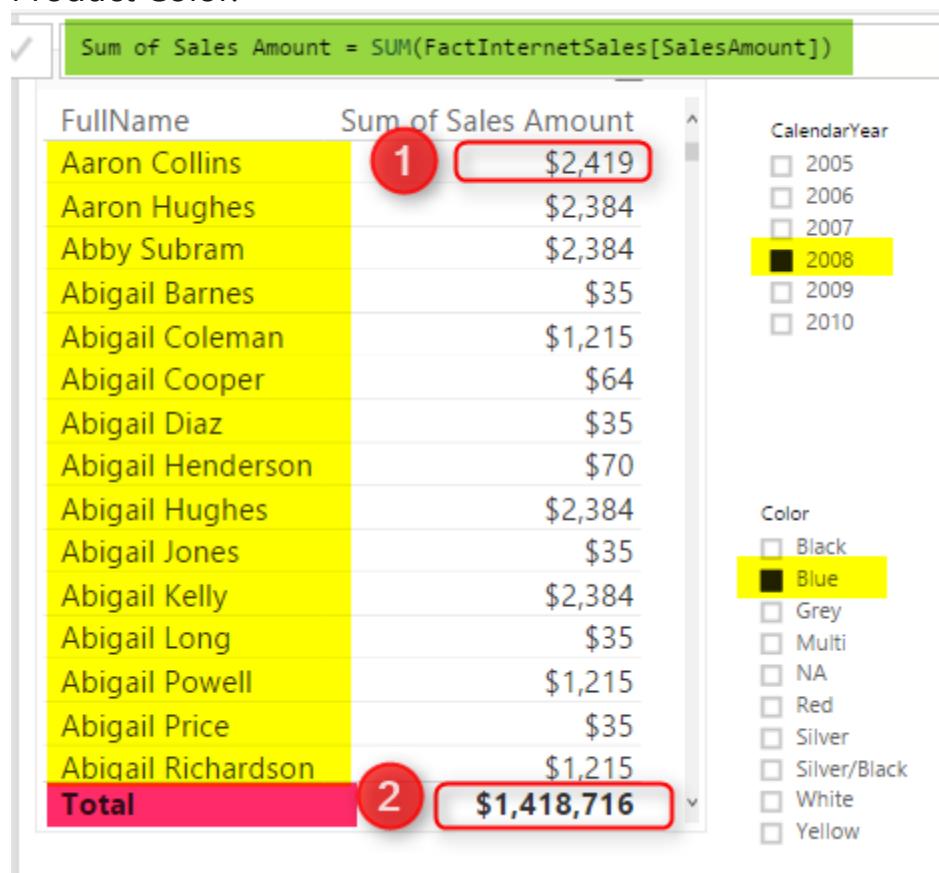 Product Color.
Sum of Sales Amount = SUM(FactInternetSales[SalesAmount])
FullName Sum of Sales Amount
Aaron Collins 1 $2,419
Aaron Hughes $2,384
Abby Subram $2,384
Abigail Barnes $35
Abigail Coleman $1,215
Abigail Cooper $64
Abigail Diaz $35
Abigail Henderson $70
Abigail Hughes $2,384
Abigail Jones $35
Abigail Kelly $2,384
Abigail Long $35
Abigail Powell $1,215
Abigail Price $35
Abigail Richardson $1,215
Total 2 $1,418,716
CalendarYear
2005
2006
2007
2008
2009
2010
Color
Black
Blue
Grey
Multi
NA
Red
Silver
Silver/Black
White
Yellow